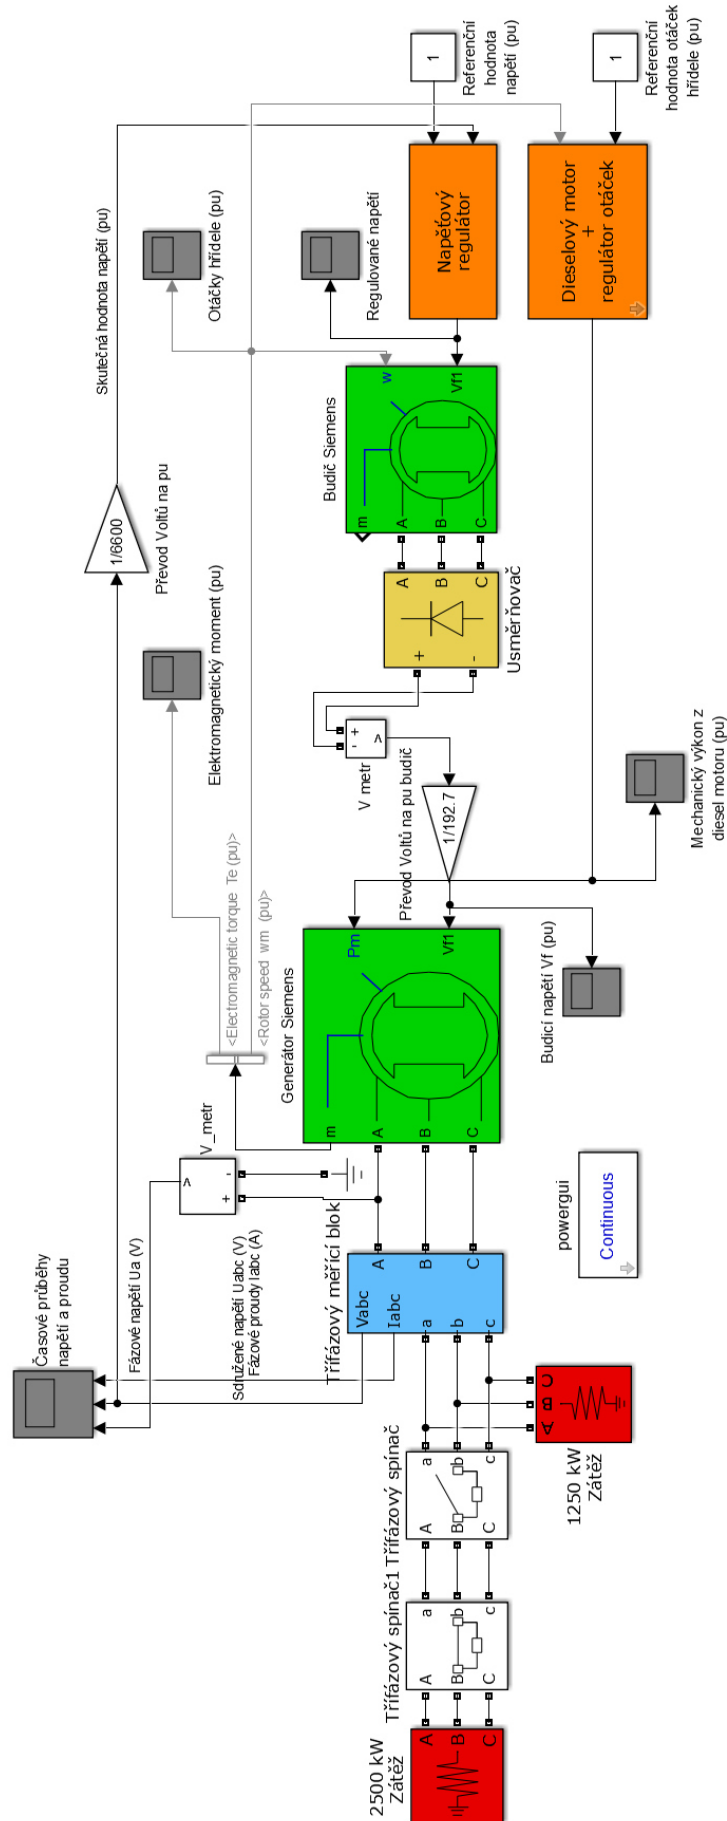 1
Referenční
hodnota
napětí (pu)
1
Referenční
hodnota otáček
hřídele (pu)
Skutečná hodnota napětí (pu)
Otáčky hřídele (pu)
Regulované napětí
Napěťový
regulátor
Dieselový motor
+
regulátor otáček
Budič Siemens
w
Vf1
m
A
B
C
1/6600
Převod Voltů na pu
Elektromagnetický moment (pu)
A
B
C
+
-
Usměrňovač
- +
v
V metr
Převod Voltů na pu budič
1/192.7
Mechanický výkon z
diesel motoru (pu)
<Electromagnetic torque Te (pu)>
<Rotor speed wm (pu)>
Generátor Siemens
Pm
Vf1
m
A
B
C
Budicí napětí Vf (pu)
V_metr
v
+ -
Časové průběhy
napětí a proudu
Fázové napětí Ua (V)
Sdružené napětí Uabc (V)
Fázové proudy Iabc (A)
Třífázový měřící blok
Vabc
Iabc
A
B
C
a
b
c
powergui
Continuous
Třífázový spínač
a
b
c
A
B
C
A B C
1250 kW
Zátěž
Třífázový spínač1
a
b
c
A
B
C
2500 kW
Zátěž
A
B
C